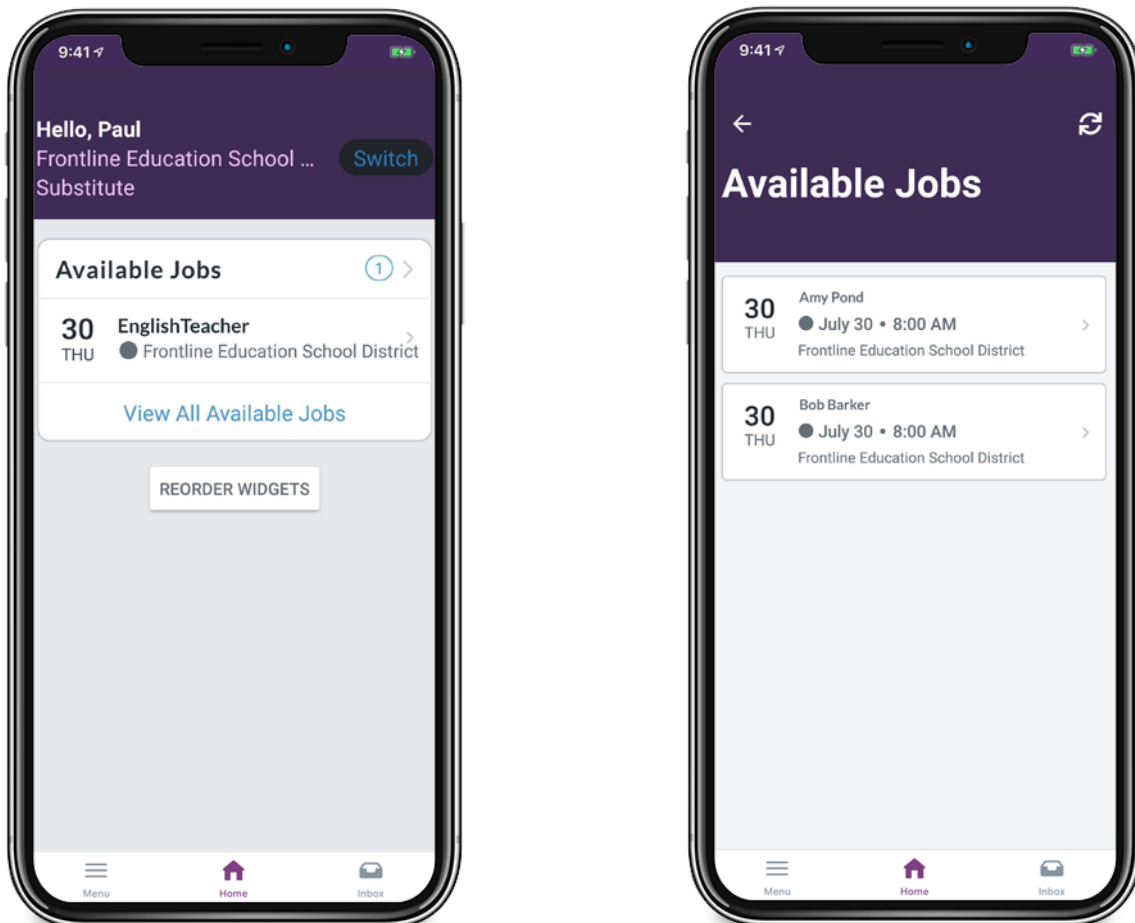 9:41
Hello, Paul
Frontline Education School ...
Switch
Substitute
Available Jobs
1
30
THU
EnglishTeacher
Frontline Education School District
View All Available Jobs
REORDER WIDGETS
Menu
Home
Inbox
9:41
Available Jobs
30
THU
Amy Pond
July 30 • 8:00 AM
Frontline Education School District
30
THU
Bob Barker
July 30 • 8:00 AM
Frontline Education School District
Menu
Home
Inbox